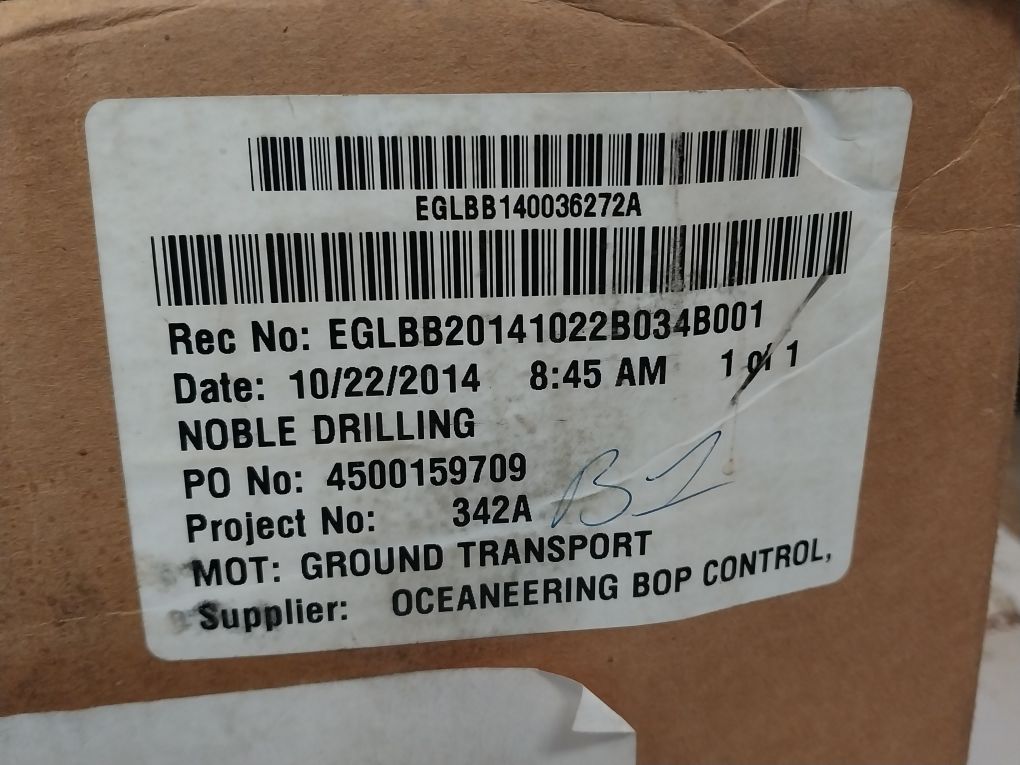 EGLBB140036272A
Rec No: EGLBB20141022B034B001
Date: 10/22/2014 8:45 AM 1 of 1
NOBLE DRILLING
PO No: 4500159709
Project No: 342A B1
MOT: GROUND TRANSPORT
Supplier: OCEANEERING BOP CONTROL,